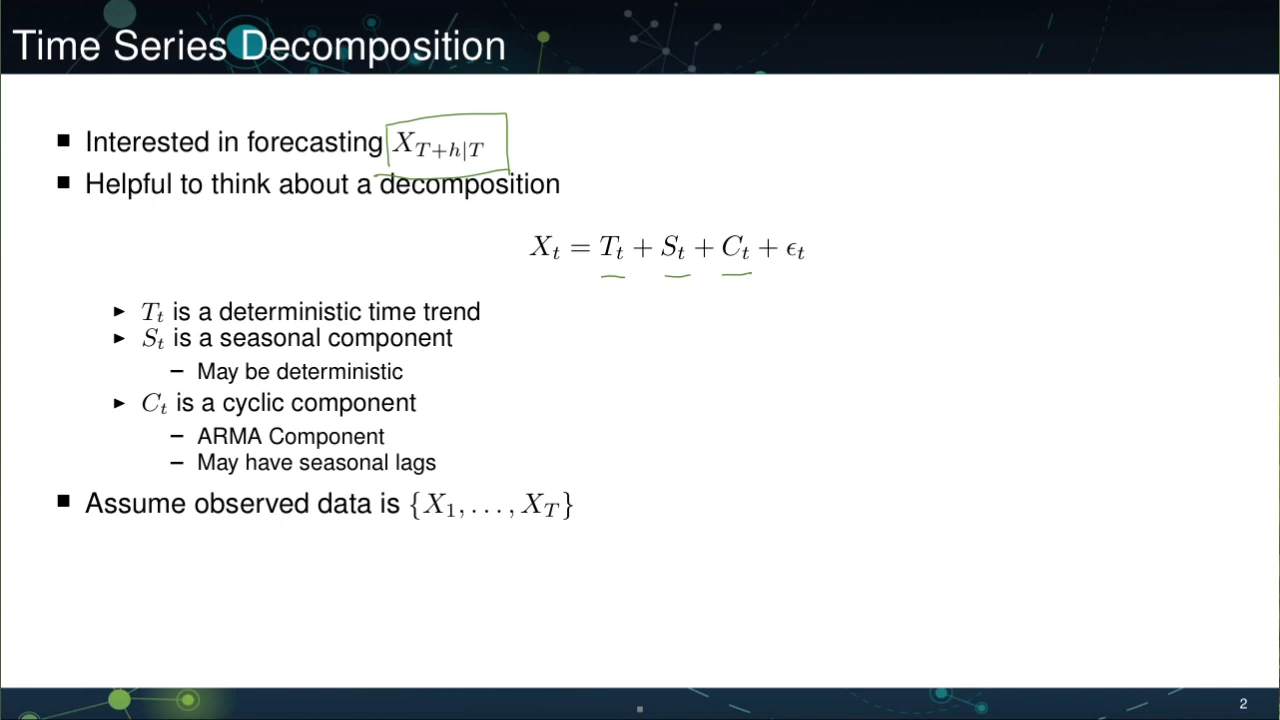 Time Series Decomposition
■ Interested in forecasting X_{T+h|T}
■ Helpful to think about a decomposition
X_t = T_t + S_t + C_t + ϵ_t
▶ T_t is a deterministic time trend
▶ S_t is a seasonal component
– May be deterministic
▶ C_t is a cyclic component
– ARMA Component
– May have seasonal lags
■ Assume observed data is {X_1, . . . , X_T}
2